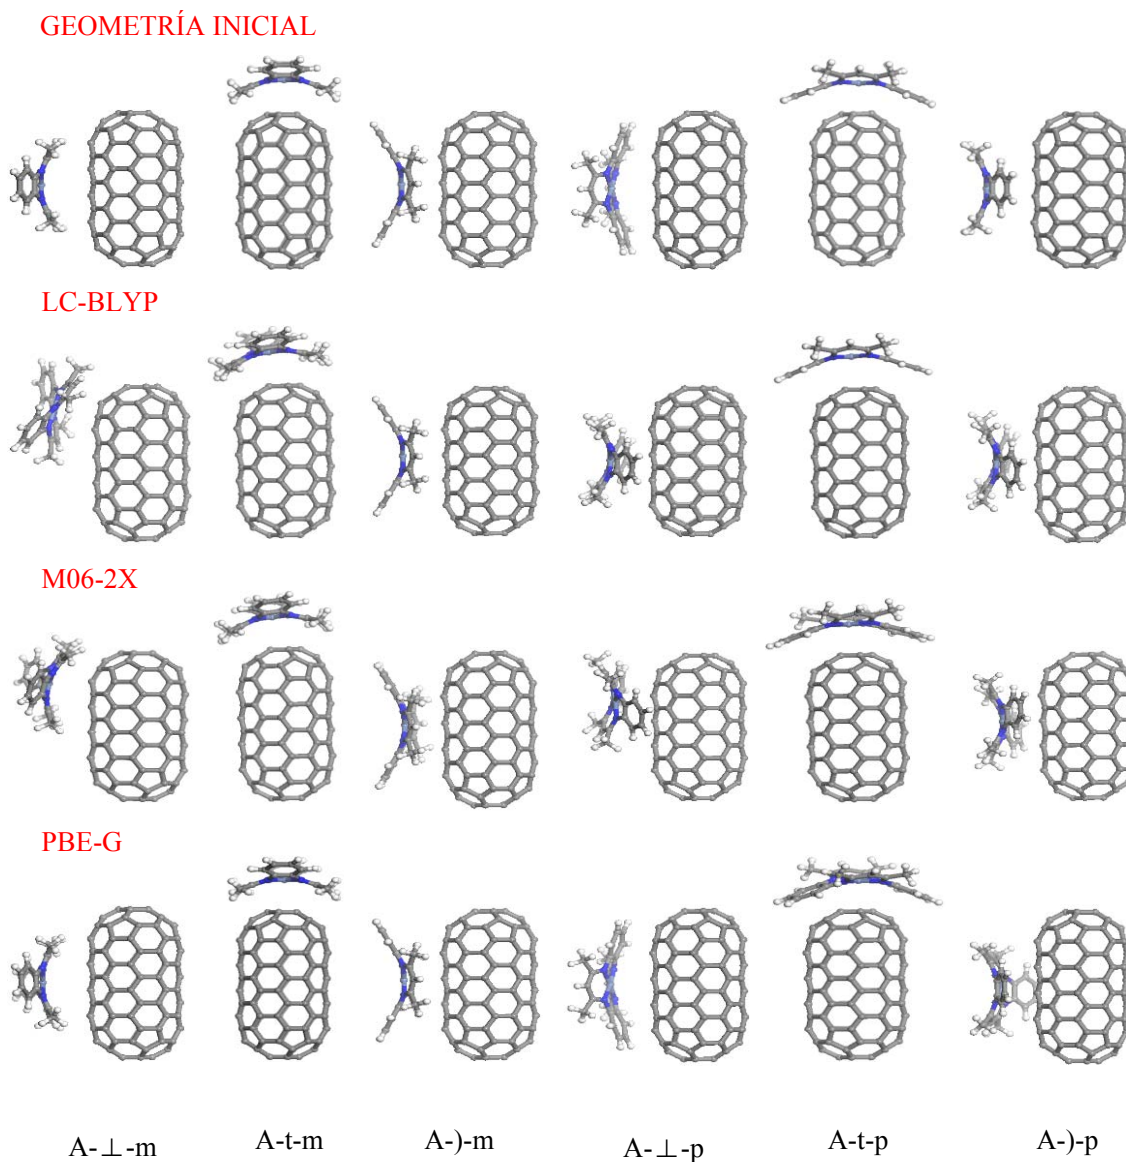 GEOMETRÍA INICIAL
LC-BLYP
M06-2X
PBE-G
A-⊥-m A-t-m A-)-m A-⊥-p A-t-p A-)-p